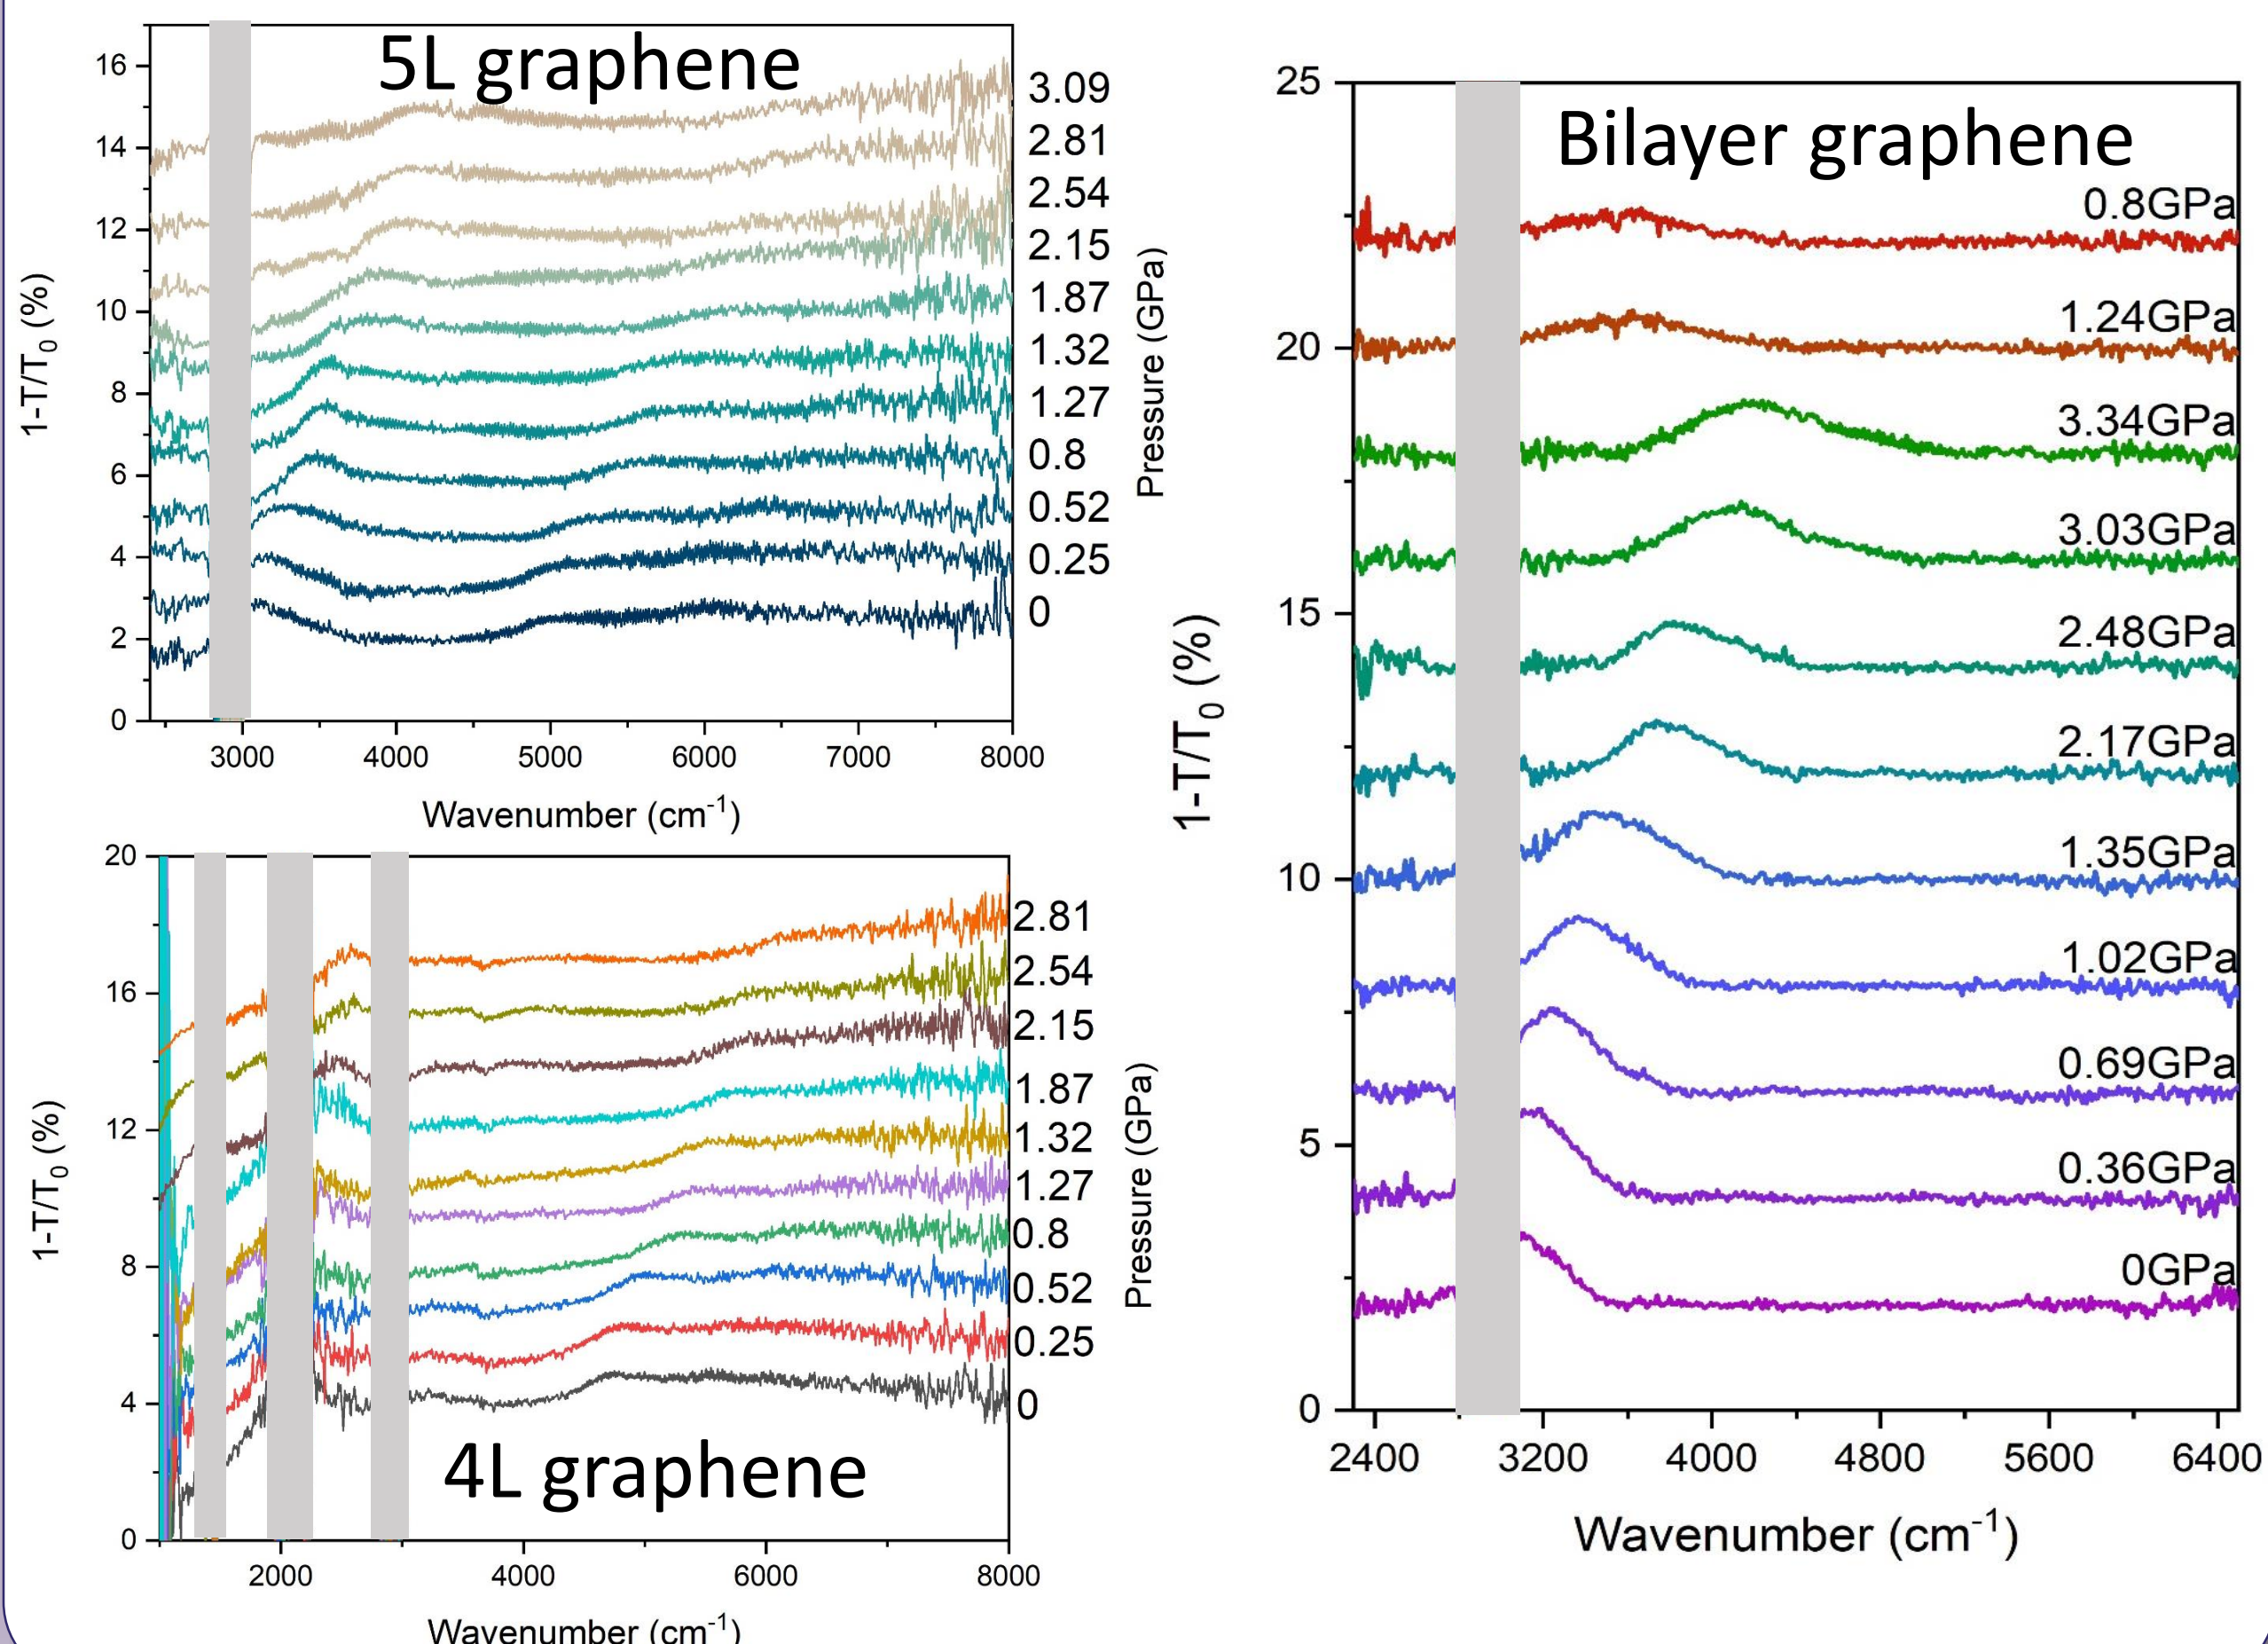 5L graphene
16
14
12
10
8
6
4
2
0
1-T/T0 (%)
3000 4000 5000 6000 7000 8000
Wavenumber (cm-1)
3.09
2.81
2.54
2.15
1.87
1.32
1.27
0.8
0.52
0.25
0
Pressure (GPa)
4L graphene
20
16
12
8
4
0
1-T/T0 (%)
2000 4000 6000 8000
Wavenumber (cm-1)
2.81
2.54
2.15
1.87
1.32
1.27
0.8
0.52
0.25
0
Pressure (GPa)
Bilayer graphene
25
20
15
10
5
0
1-T/T0 (%)
0.8GPa
1.24GPa
3.34GPa
3.03GPa
2.48GPa
2.17GPa
1.35GPa
1.02GPa
0.69GPa
0.36GPa
0GPa
2400 3200 4000 4800 5600 6400
Wavenumber (cm-1)